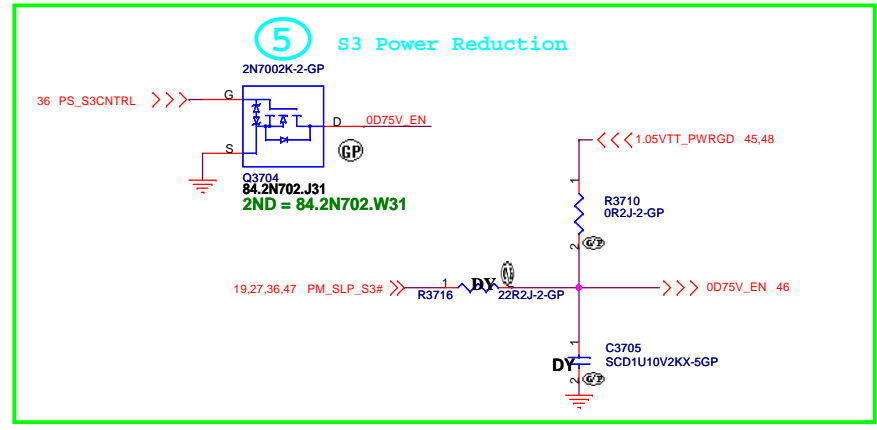 5 S3 Power Reduction
2N7002K-2-GP
36 PS_S3CNTRL
G
D
0D75V_EN
S
GP
Q3704
84.2N702.J31
2ND = 84.2N702.W31
1.05VTT_PWRGD 45,48
1
R3710
0R2J-2-GP
2
19,27,36,47 PM_SLP_S3#
1
R3716
DY
22R2J-2-GP
0D75V_EN 46
1
C3705
SCD1U10V2KX-5GP
DY
2